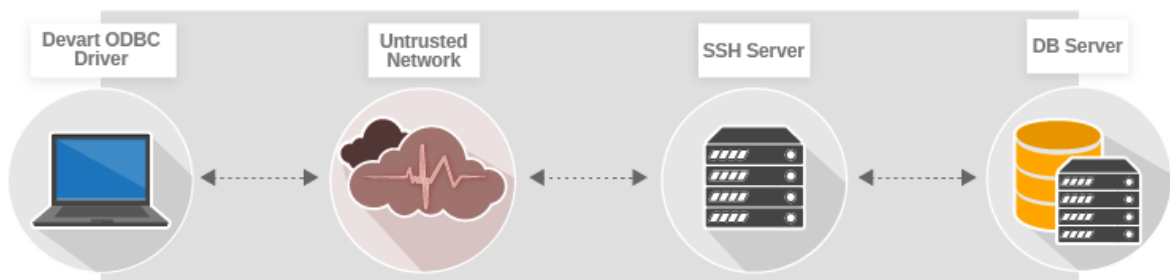 Devart ODBC
Driver
Untrusted
Network
SSH Server
DB Server